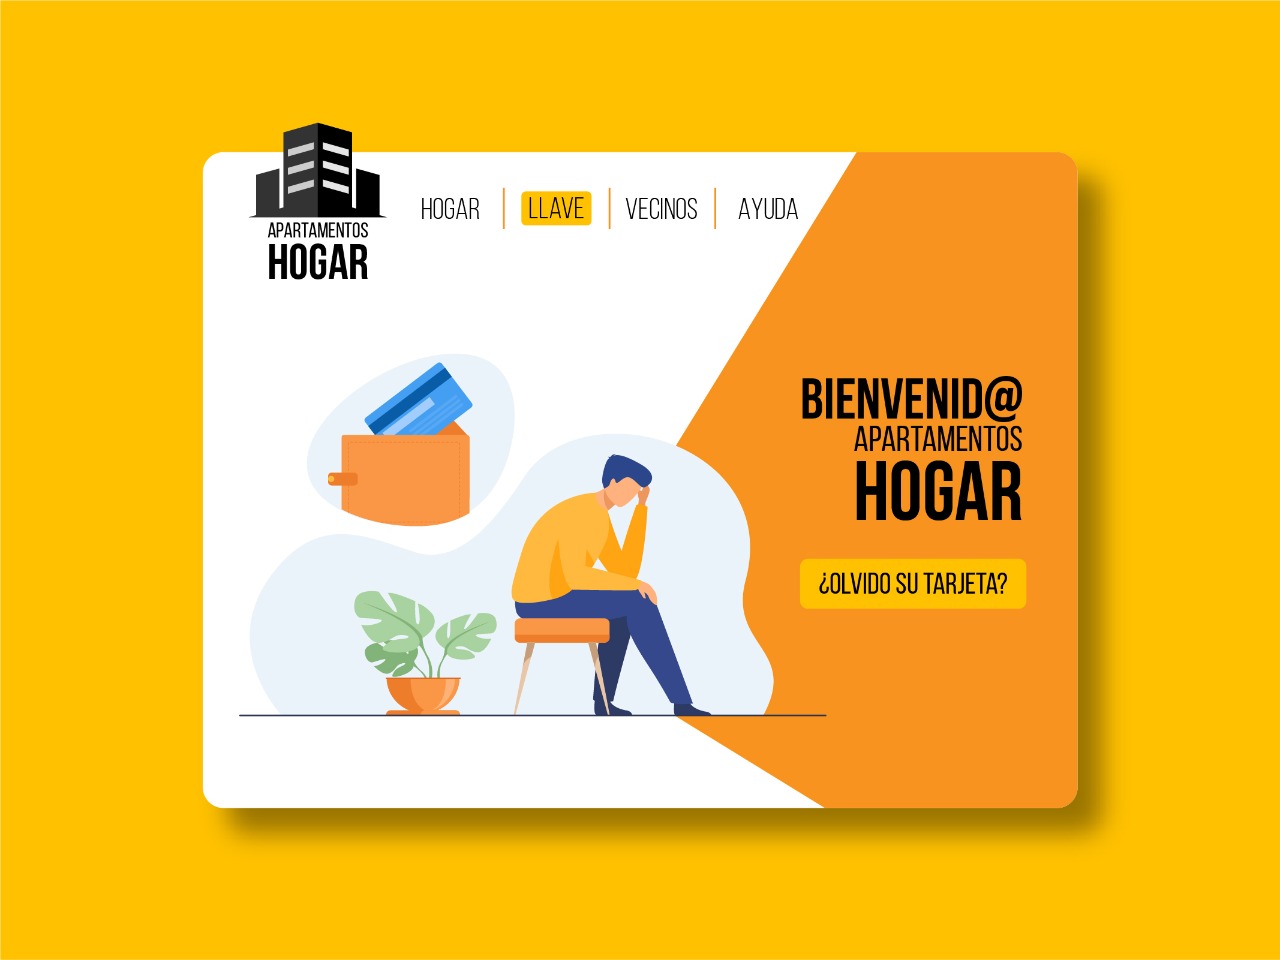 APARTAMENTOS
HOGAR
HOGAR
LLAVE
VECINOS
AYUDA
BIENVENID@
APARTAMENTOS
HOGAR
¿OLVIDO SU TARJETA?